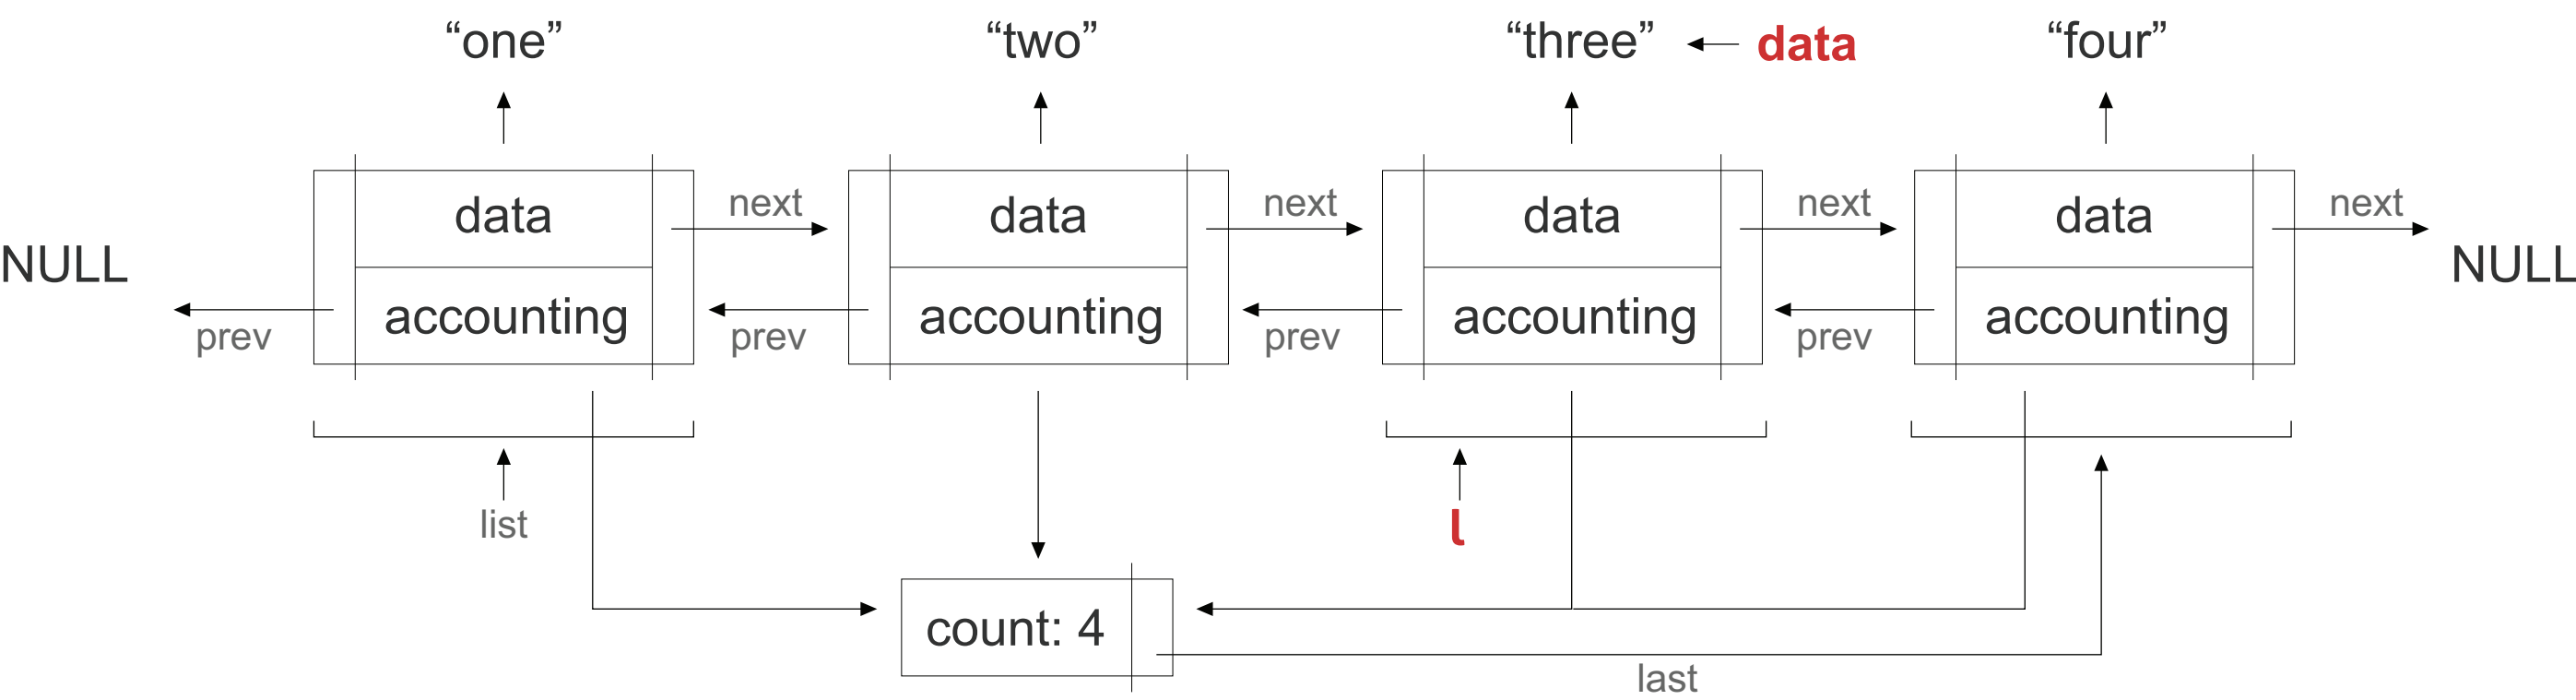 “one” “two” “three” data “four”
data next data next data next data next
NULL NULL
prev accounting prev accounting prev accounting prev accounting
list l
count: 4
last